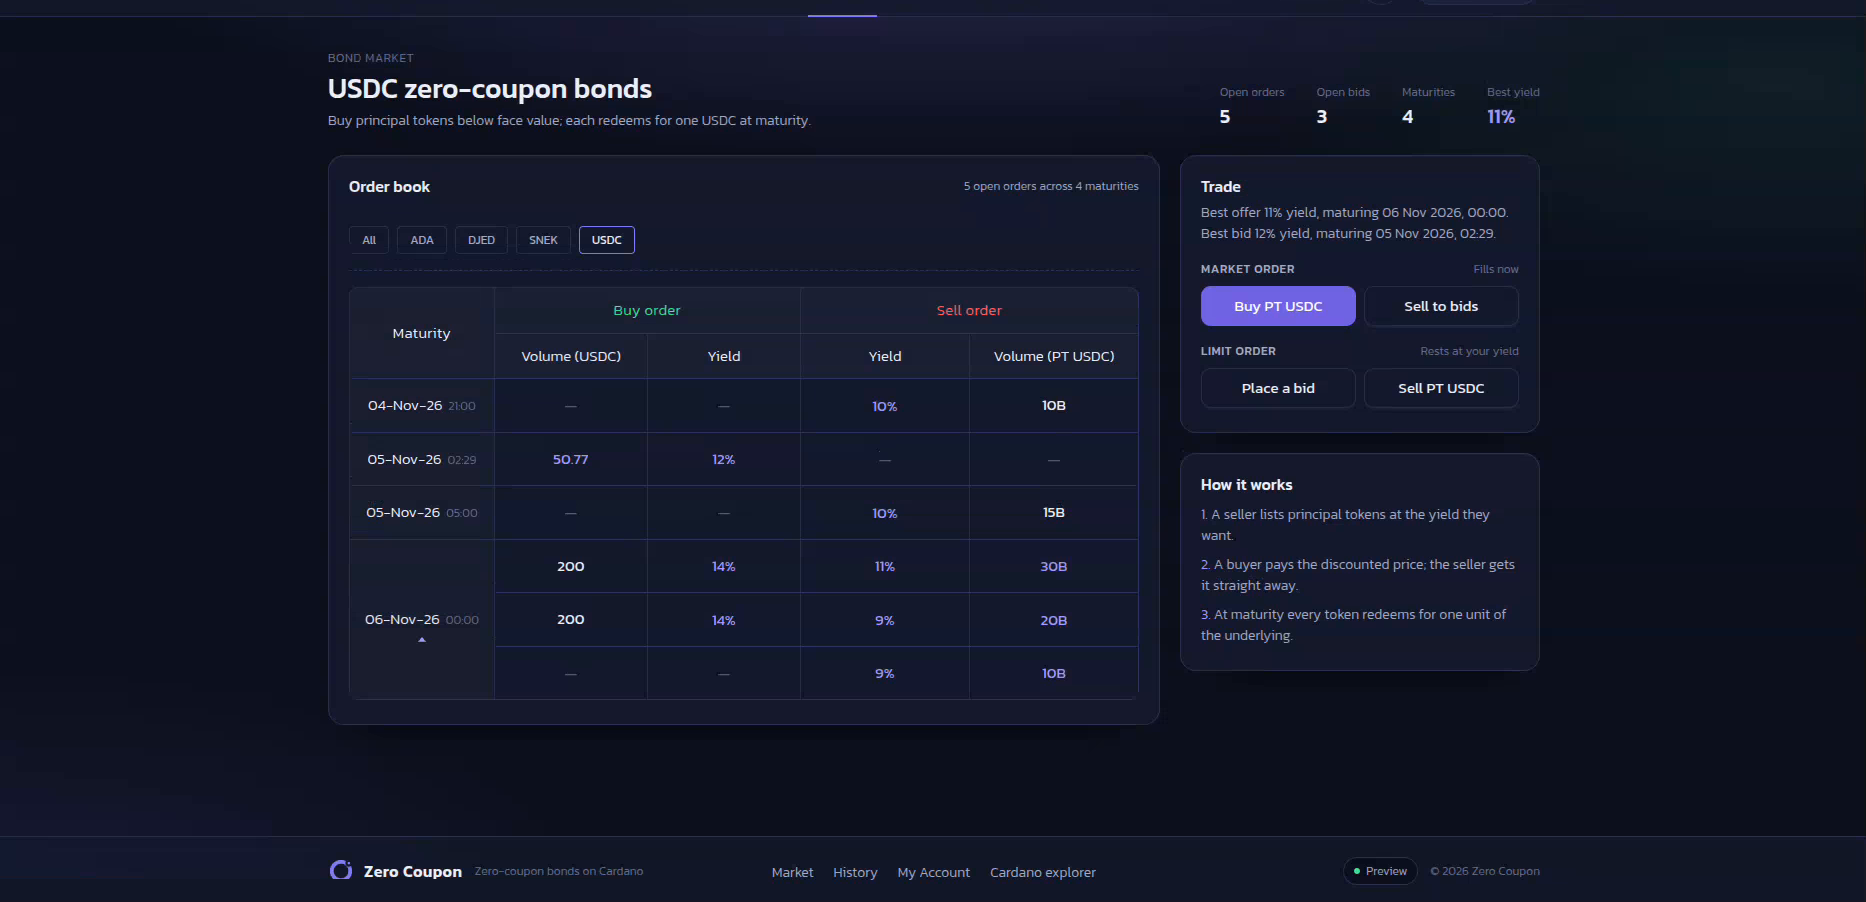 BOND MARKET
USDC zero-coupon bonds
Buy principal tokens below face value; each redeems for one USDC at maturity.
Open orders Open bids Maturities Best yield
5 3 4 11%
Order book
5 open orders across 4 maturities
All ADA DJED SNEK USDC
Maturity Buy order Sell order
Volume (USDC) Yield Yield Volume (PT USDC)
04-Nov-26 21:00 — — 10% 10B
05-Nov-26 02:29 50.77 12% — —
05-Nov-26 05:00 — — 10% 15B
200 14% 11% 30B
06-Nov-26 00:00 200 14% 9% 20B
— — 9% 10B
Trade
Best offer 11% yield, maturing 06 Nov 2026, 00:00.
Best bid 12% yield, maturing 05 Nov 2026, 02:29.
MARKET ORDER Fills now
Buy PT USDC Sell to bids
LIMIT ORDER Rests at your yield
Place a bid Sell PT USDC
How it works
1. A seller lists principal tokens at the yield they
want.
2. A buyer pays the discounted price; the seller gets
it straight away.
3. At maturity every token redeems for one unit of
the underlying.
Zero Coupon Zero-coupon bonds on Cardano
Market History My Account Cardano explorer
Preview © 2026 Zero Coupon